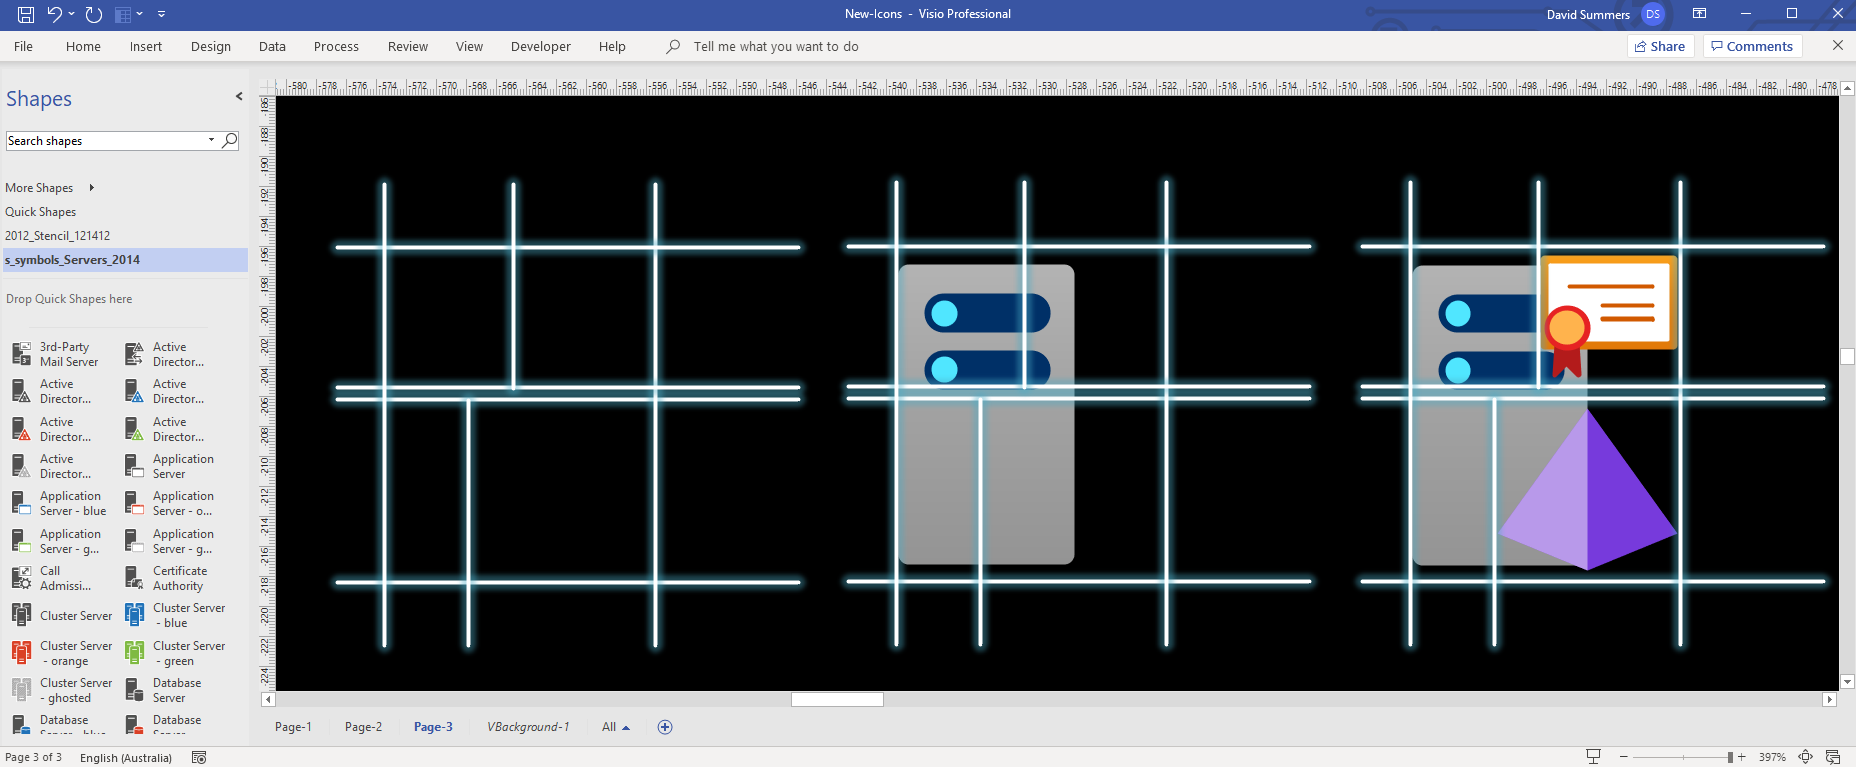 New-Icons - Visio Professional
David Summers DS
File Home Insert Design Data Process Review View Developer Help Tell me what you want to do Share Comments
Shapes
Search shapes
More Shapes
Quick Shapes
2012_Stencil_121412
s_symbols_Servers_2014
Drop Quick Shapes here
3rd-Party Mail Server
Active Director...
Active Director...
Active Director...
Active Director...
Active Director...
Active Director...
Application Server
Application Server - blue
Application Server - o...
Application Server - g...
Application Server - g...
Call Admissi...
Certificate Authority
Cluster Server
Cluster Server - blue
Cluster Server - orange
Cluster Server - green
Cluster Server - ghosted
Database Server
Database Server - blue
Database Server
-580 -578 -576 -574 -572 -570 -568 -566 -564 -562 -560 -558 -556 -554 -552 -550 -548 -546 -544 -542 -540 -538 -536 -534 -532 -530 -528 -526 -524 -522 -520 -518 -516 -514 -512 -510 -508 -506 -504 -502 -500 -498 -496 -494 -492 -490 -488 -486 -484 -482 -480 -478
-186 -188 -190 -192 -194 -196 -198 -200 -202 -204 -206 -208 -210 -212 -214 -216 -218 -220 -222 -224
Page-1 Page-2 Page-3 VBackground-1 All
Page 3 of 3 English (Australia) 397%